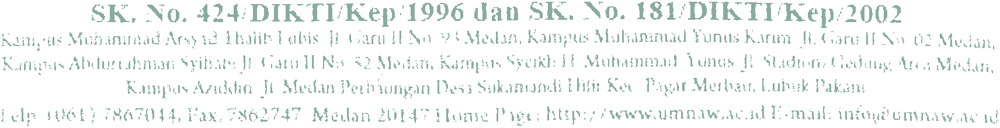 SK. No. 424/DIKTI/Kep/1996 dan SK. No. 181/DIKTI/Kep/2002
Kampus Muhammad Arsyad Thalib Lubis Jl. Garu II No. 93 Medan, Kampus Muhammad Yunus Karim Jl. Garu II No. 02 Medan,
Kampus Abdurrahman Syihab Jl. Garu II No. 52 Medan, Kampus Syeikh H. Muhammad Yunus Jl. Stadion/Gedung Arca Medan,
Kampus Aziddin Jl. Medan Perbaungan Desa Sukamandi Hilir Kec. Pagar Merbau, Lubuk Pakam
Telp. (061) 7867044, Fax. 7862747 Medan 20147 Home Page: http://www.umnaw.ac.id E-mail: info@umnaw.ac.id